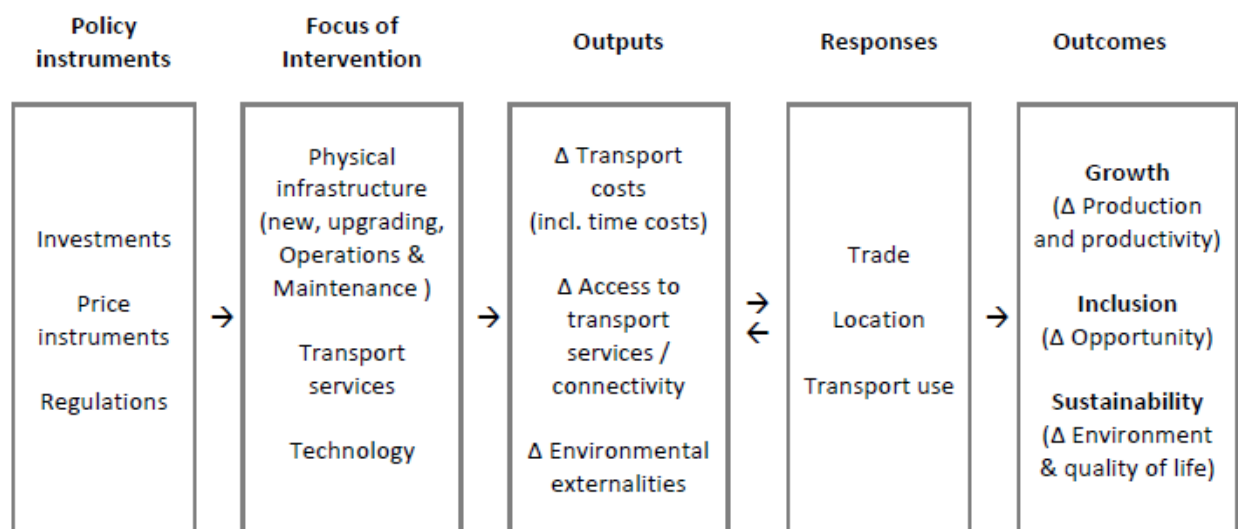 Policy
instruments
Focus of
Intervention
Outputs
Responses
Outcomes
Investments
Price
instruments
Regulations
→
Physical
infrastructure
(new, upgrading,
Operations &
Maintenance )
Transport
services
Technology
→
Δ Transport
costs
(incl. time costs)
Δ Access to
transport
services /
connectivity
Δ Environmental
externalities
→
←
Trade
Location
Transport use
→
Growth
(Δ Production
and productivity)
Inclusion
(Δ Opportunity)
Sustainability
(Δ Environment
& quality of life)